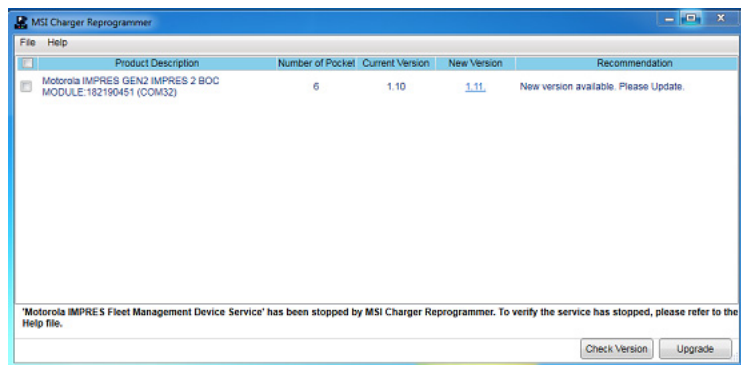 MSI Charger Reprogrammer
File Help
Product Description Number of Pocket Current Version New Version Recommendation
Motorola IMPRES GEN2 IMPRES 2 BOC
MODULE:182190451 (COM32) 6 1.10 1.11. New version available. Please Update.
'Motorola IMPRES Fleet Management Device Service' has been stopped by MSI Charger Reprogrammer. To verify the service has stopped, please refer to the
Help file.
Check Version Upgrade